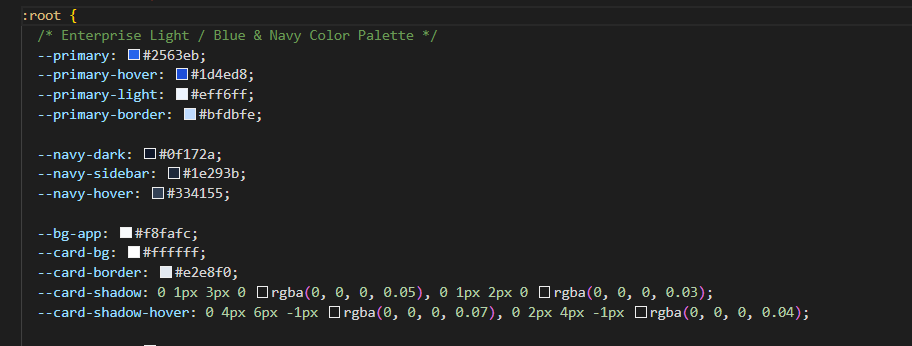 :root {
/* Enterprise Light / Blue & Navy Color Palette */
--primary: #2563eb;
--primary-hover: #1d4ed8;
--primary-light: #eff6ff;
--primary-border: #bfdbfe;
--navy-dark: #0f172a;
--navy-sidebar: #1e293b;
--navy-hover: #334155;
--bg-app: #f8fafc;
--card-bg: #ffffff;
--card-border: #e2e8f0;
--card-shadow: 0 1px 3px 0 rgba(0, 0, 0, 0.05), 0 1px 2px 0 rgba(0, 0, 0, 0.03);
--card-shadow-hover: 0 4px 6px -1px rgba(0, 0, 0, 0.07), 0 2px 4px -1px rgba(0, 0, 0, 0.04);